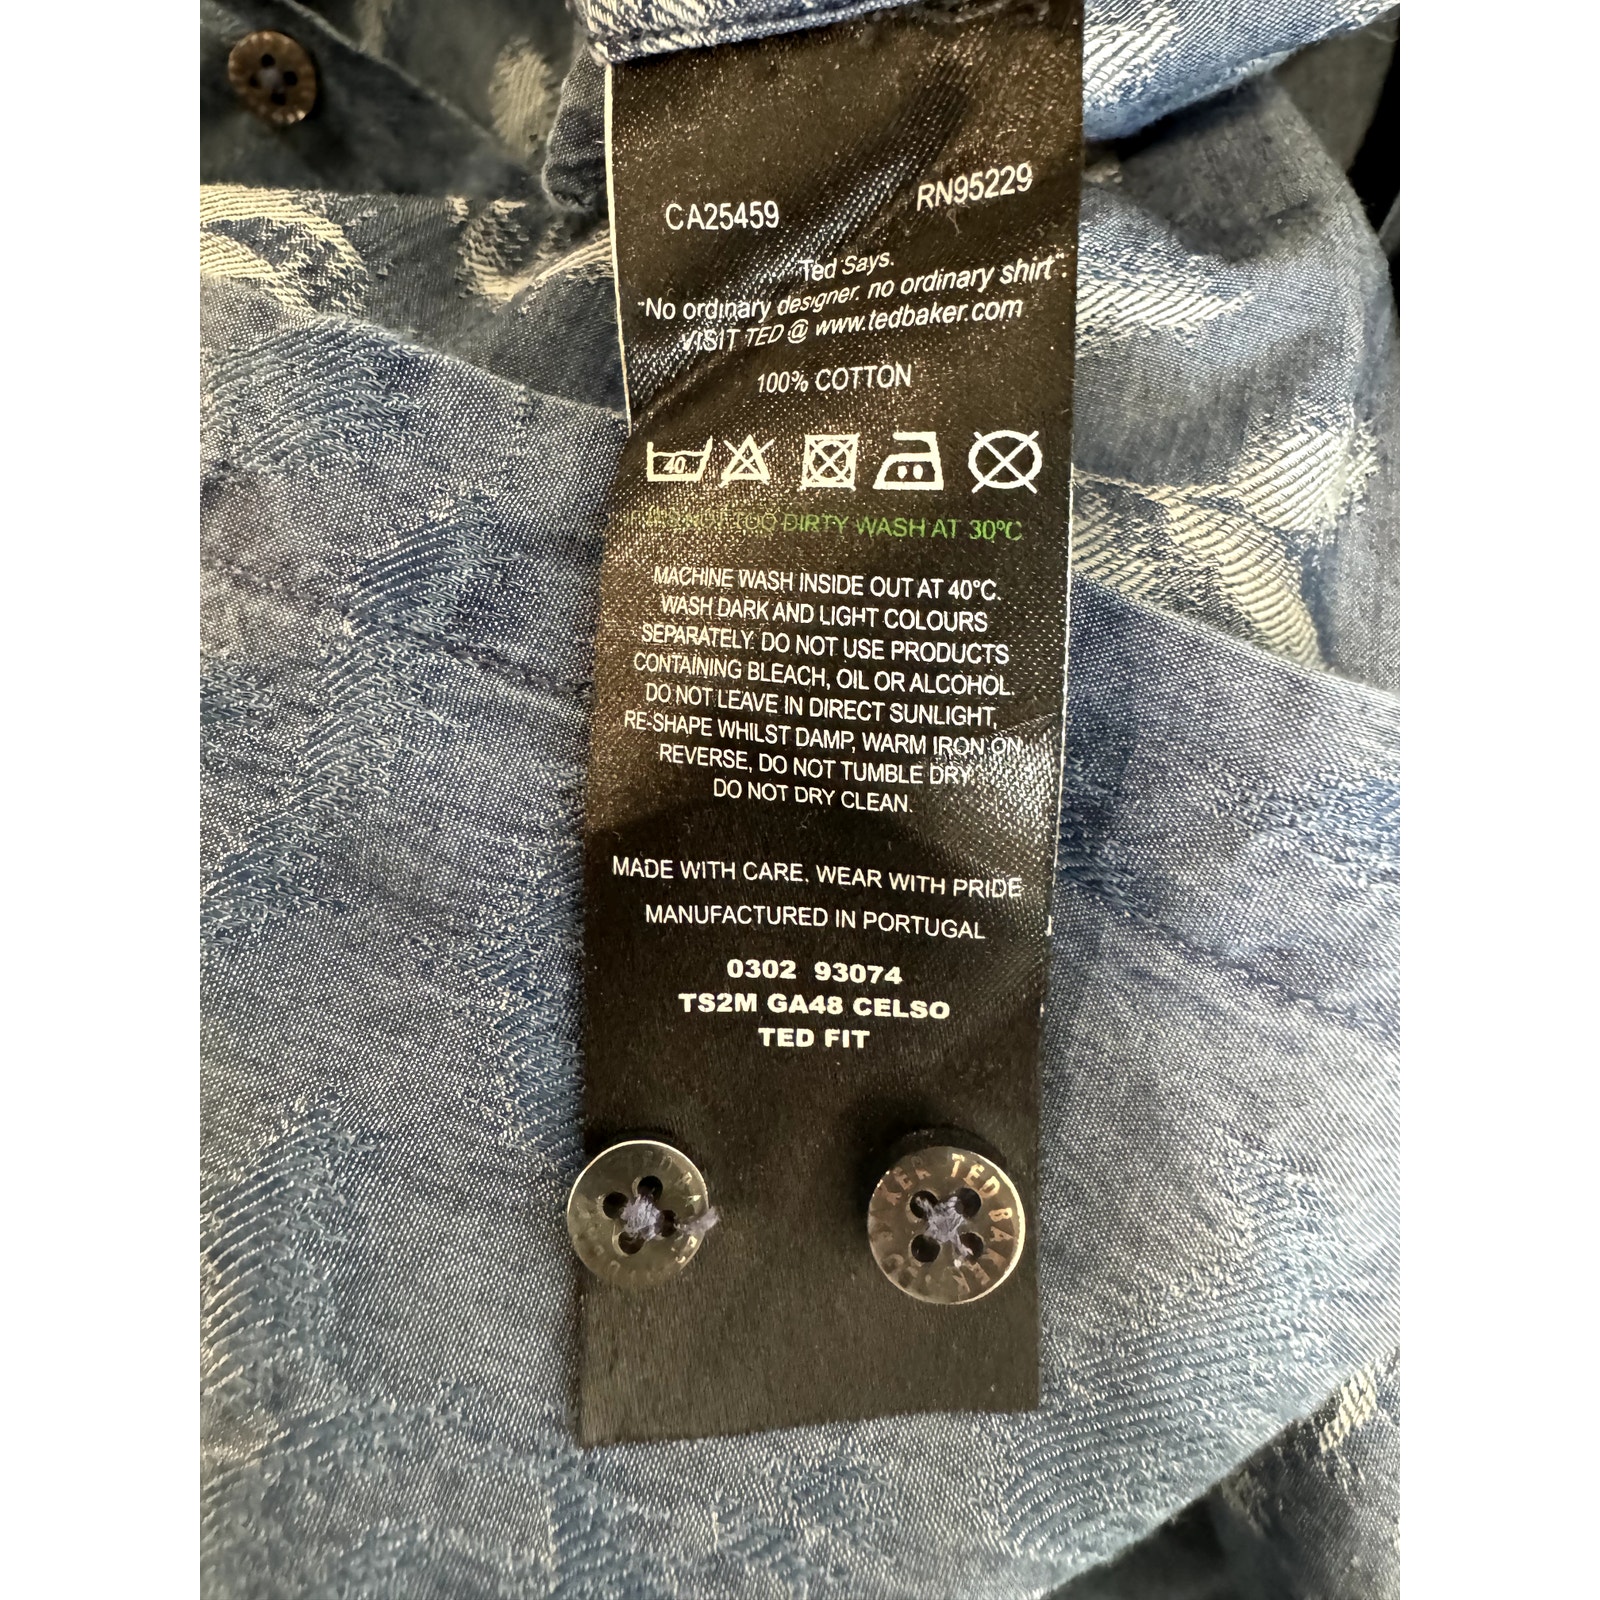 CA25459 RN95229
Ted Says.
"No ordinary designer. no ordinary shirt".
VISIT TED @ www.tedbaker.com
100% COTTON
40
TOO DIRTY WASH AT 30°C
MACHINE WASH INSIDE OUT AT 40°C.
WASH DARK AND LIGHT COLOURS
SEPARATELY. DO NOT USE PRODUCTS
CONTAINING BLEACH, OIL OR ALCOHOL.
DO NOT LEAVE IN DIRECT SUNLIGHT,
RE-SHAPE WHILST DAMP, WARM IRON ON
REVERSE, DO NOT TUMBLE DRY.
DO NOT DRY CLEAN.
MADE WITH CARE. WEAR WITH PRIDE
MANUFACTURED IN PORTUGAL
0302 93074
TS2M GA48 CELSO
TED FIT
TED BAKER